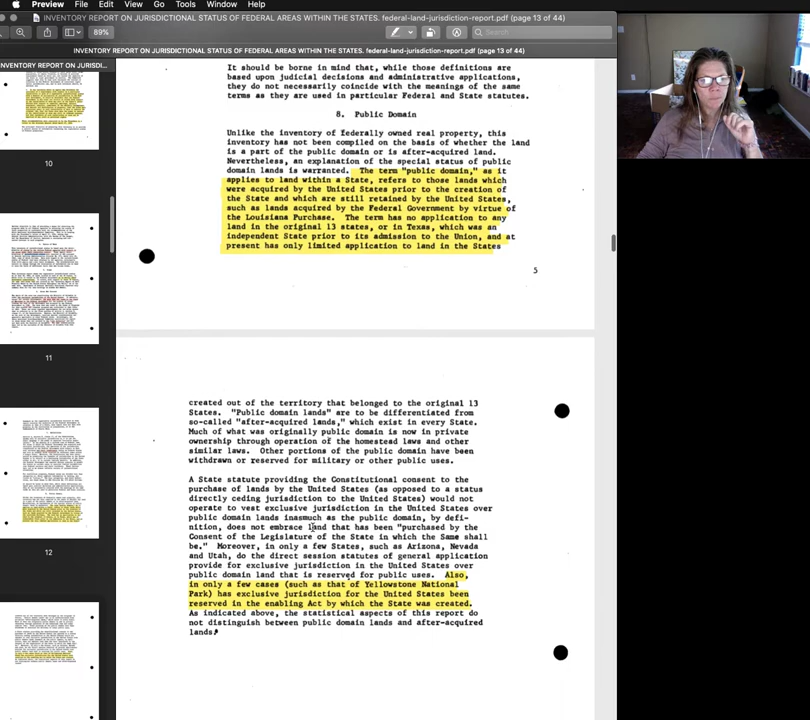 Preview File Edit View Go Tools Window Help
INVENTORY REPORT ON JURISDICTIONAL STATUS OF FEDERAL AREAS WITHIN THE STATES. federal-land-jurisdiction-report.pdf (page 13 of 44)
89%
Search
INVENTORY REPORT ON JURISDICTIONAL STATUS OF FEDERAL AREAS WITHIN THE STATES. federal-land-jurisdiction-report.pdf (page 13 of 44)
INVENTORY REPORT ON JURISDI...
10
11
12
It should be borne in mind that, while those definitions are
based upon judicial decisions and administrative applications,
they do not necessarily coincide with the meanings of the same
terms as they are used in particular Federal and State statutes.
8. Public Domain
Unlike the inventory of federally owned real property, this
inventory has not been compiled on the basis of whether the land
is a part of the public domain or is after-acquired land.
Nevertheless, an explanation of the special status of public
domain lands is warranted. The term "public domain," as it
applies to land within a State, refers to those lands which
were acquired by the United States prior to the creation of
the State and which are still retained by the United States,
such as lands acquired by the Federal Government by virtue of
the Louisiana Purchase. The term has no application to any
land in the original 13 states, or in Texas, which was an
independent State prior to its admission to the Union, and at
present has only limited application to land in the States
5
created out of the territory that belonged to the original 13
States. "Public domain lands" are to be differentiated from
so-called "after-acquired lands," which exist in every State.
Much of what was originally public domain is now in private
ownership through operation of the homestead laws and other
similar laws. Other portions of the public domain have been
withdrawn or reserved for military or other public uses.
A State statute providing the Constitutional consent to the
purchase of lands by the United States (as opposed to a status
directly ceding jurisdiction to the United States) would not
operate to vest exclusive jurisdiction in the United States over
public domain lands inasmuch as the public domain, by defi-
nition, does not embrace land that has been "purchased by the
Consent of the Legislature of the State in which the Same shall
be." Moreover, in only a few States, such as Arizona, Nevada
and Utah, do the direct session statutes of general application
provide for exclusive jurisdiction in the United States over
public domain land that is reserved for public uses. Also,
in only a few cases (such as that of Yellowstone National
Park) has exclusive jurisdiction for the United States been
reserved in the enabling Act by which the State was created.
As indicated above, the statistical aspects of this report do
not distinguish between public domain lands and after-acquired
lands.